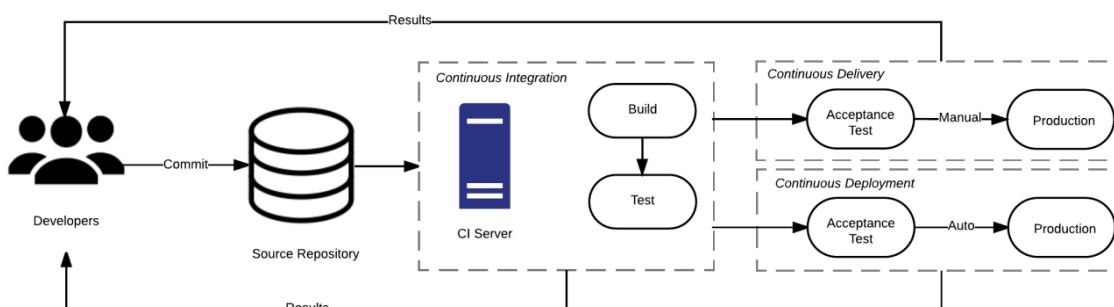 Results
Continuous Integration
Continuous Delivery
Build
Acceptance
Test
Manual
Production
Commit
Continuous Deployment
Test
Acceptance
Test
Auto
Production
Developers
CI Server
Source Repository
Results